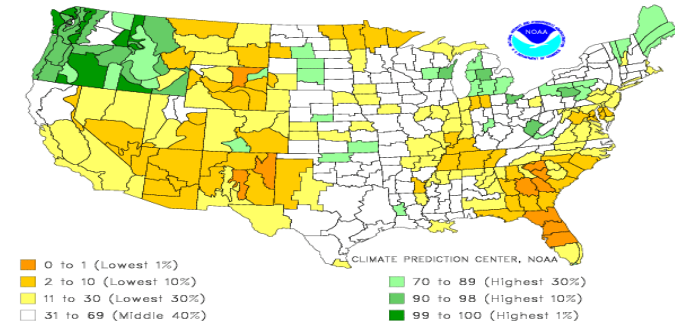 NOAA
CLIMATE PREDICTION CENTER, NOAA
0 to 1 (Lowest 1%)
2 to 10 (Lowest 10%)
11 to 30 (Lowest 30%)
31 to 69 (Middle 40%)
70 to 89 (Highest 30%)
90 to 98 (Highest 10%)
99 to 100 (Highest 1%)